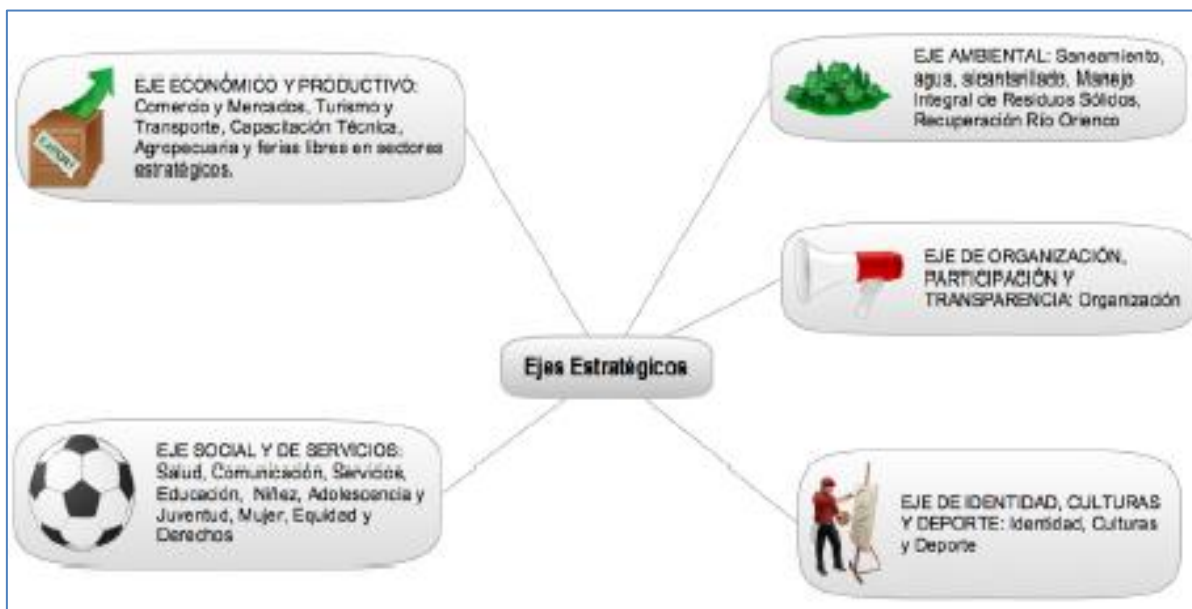 EJE ECONÓMICO Y PRODUCTIVO:
Comercio y Mercados, Turismo y
Transporte, Capacitación Técnica,
Agropecuaria y ferias libres en sectores
estratégicos.
EXPORT
EJE AMBIENTAL: Saneamiento,
agua, alcantarillado, Manejo
Integral de Residuos Sólidos,
Recuperación Río Orienco
EJE DE ORGANIZACIÓN,
PARTICIPACIÓN Y
TRANSPARENCIA: Organización
Ejes Estratégicos
EJE SOCIAL Y DE SERVICIOS:
Salud, Comunicación, Servicios,
Educación, Niñez, Adolescencia y
Juventud, Mujer, Equidad y
Derechos
EJE DE IDENTIDAD, CULTURAS
Y DEPORTE: Identidad, Culturas
y Deporte